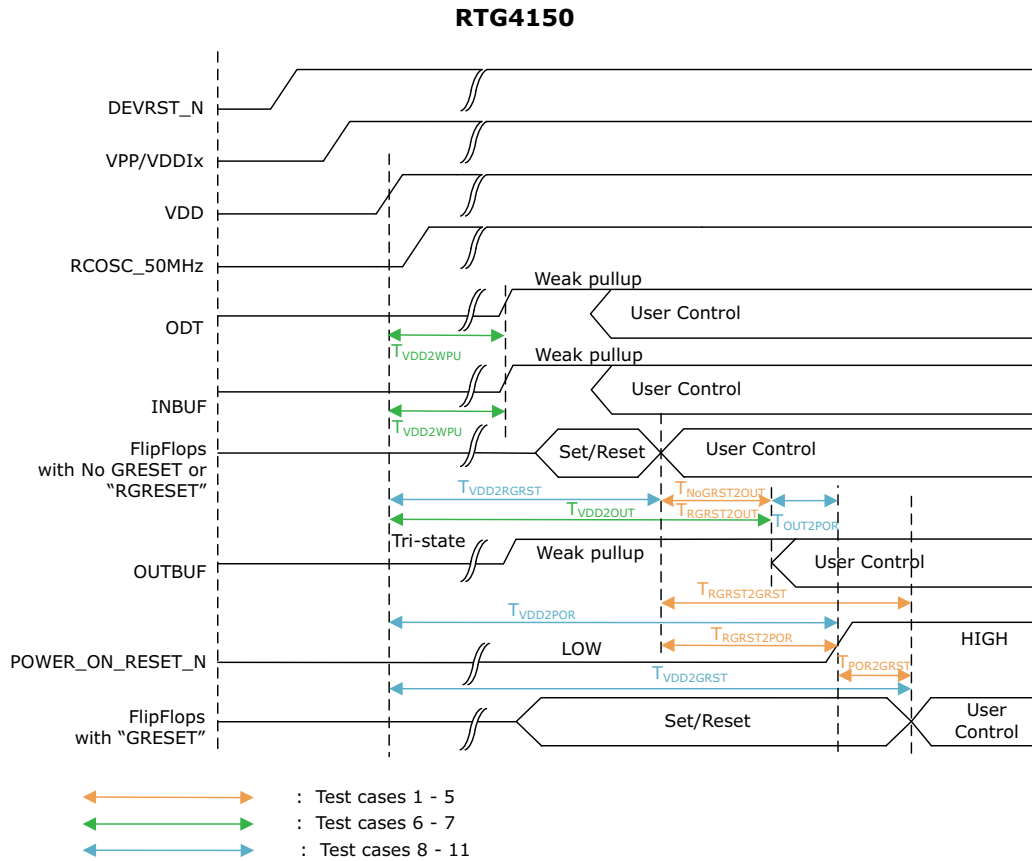 RTG4150
DEVRST_N
VPP/VDDIx
VDD
RCOSC_50MHz
Weak pullup
User Control
ODT
TVDD2WPU
Weak pullup
User Control
INBUF
TVDD2WPU
FlipFlops
with No GRESET or
“RGRESET”
Set/Reset
User Control
TVDD2RGRST
TNoGRST2OUT
TVDD2OUT
TRGRST2OUT
TOUT2POR
Tri-state
Weak pullup
User Control
OUTBUF
TRGRST2GRST
TVDD2POR
TRGRST2POR
HIGH
LOW
POWER_ON_RESET_N
TPOR2GRST
TVDD2GRST
FlipFlops
with “GRESET”
Set/Reset
User
Control
: Test cases 1 - 5
: Test cases 6 - 7
: Test cases 8 - 11